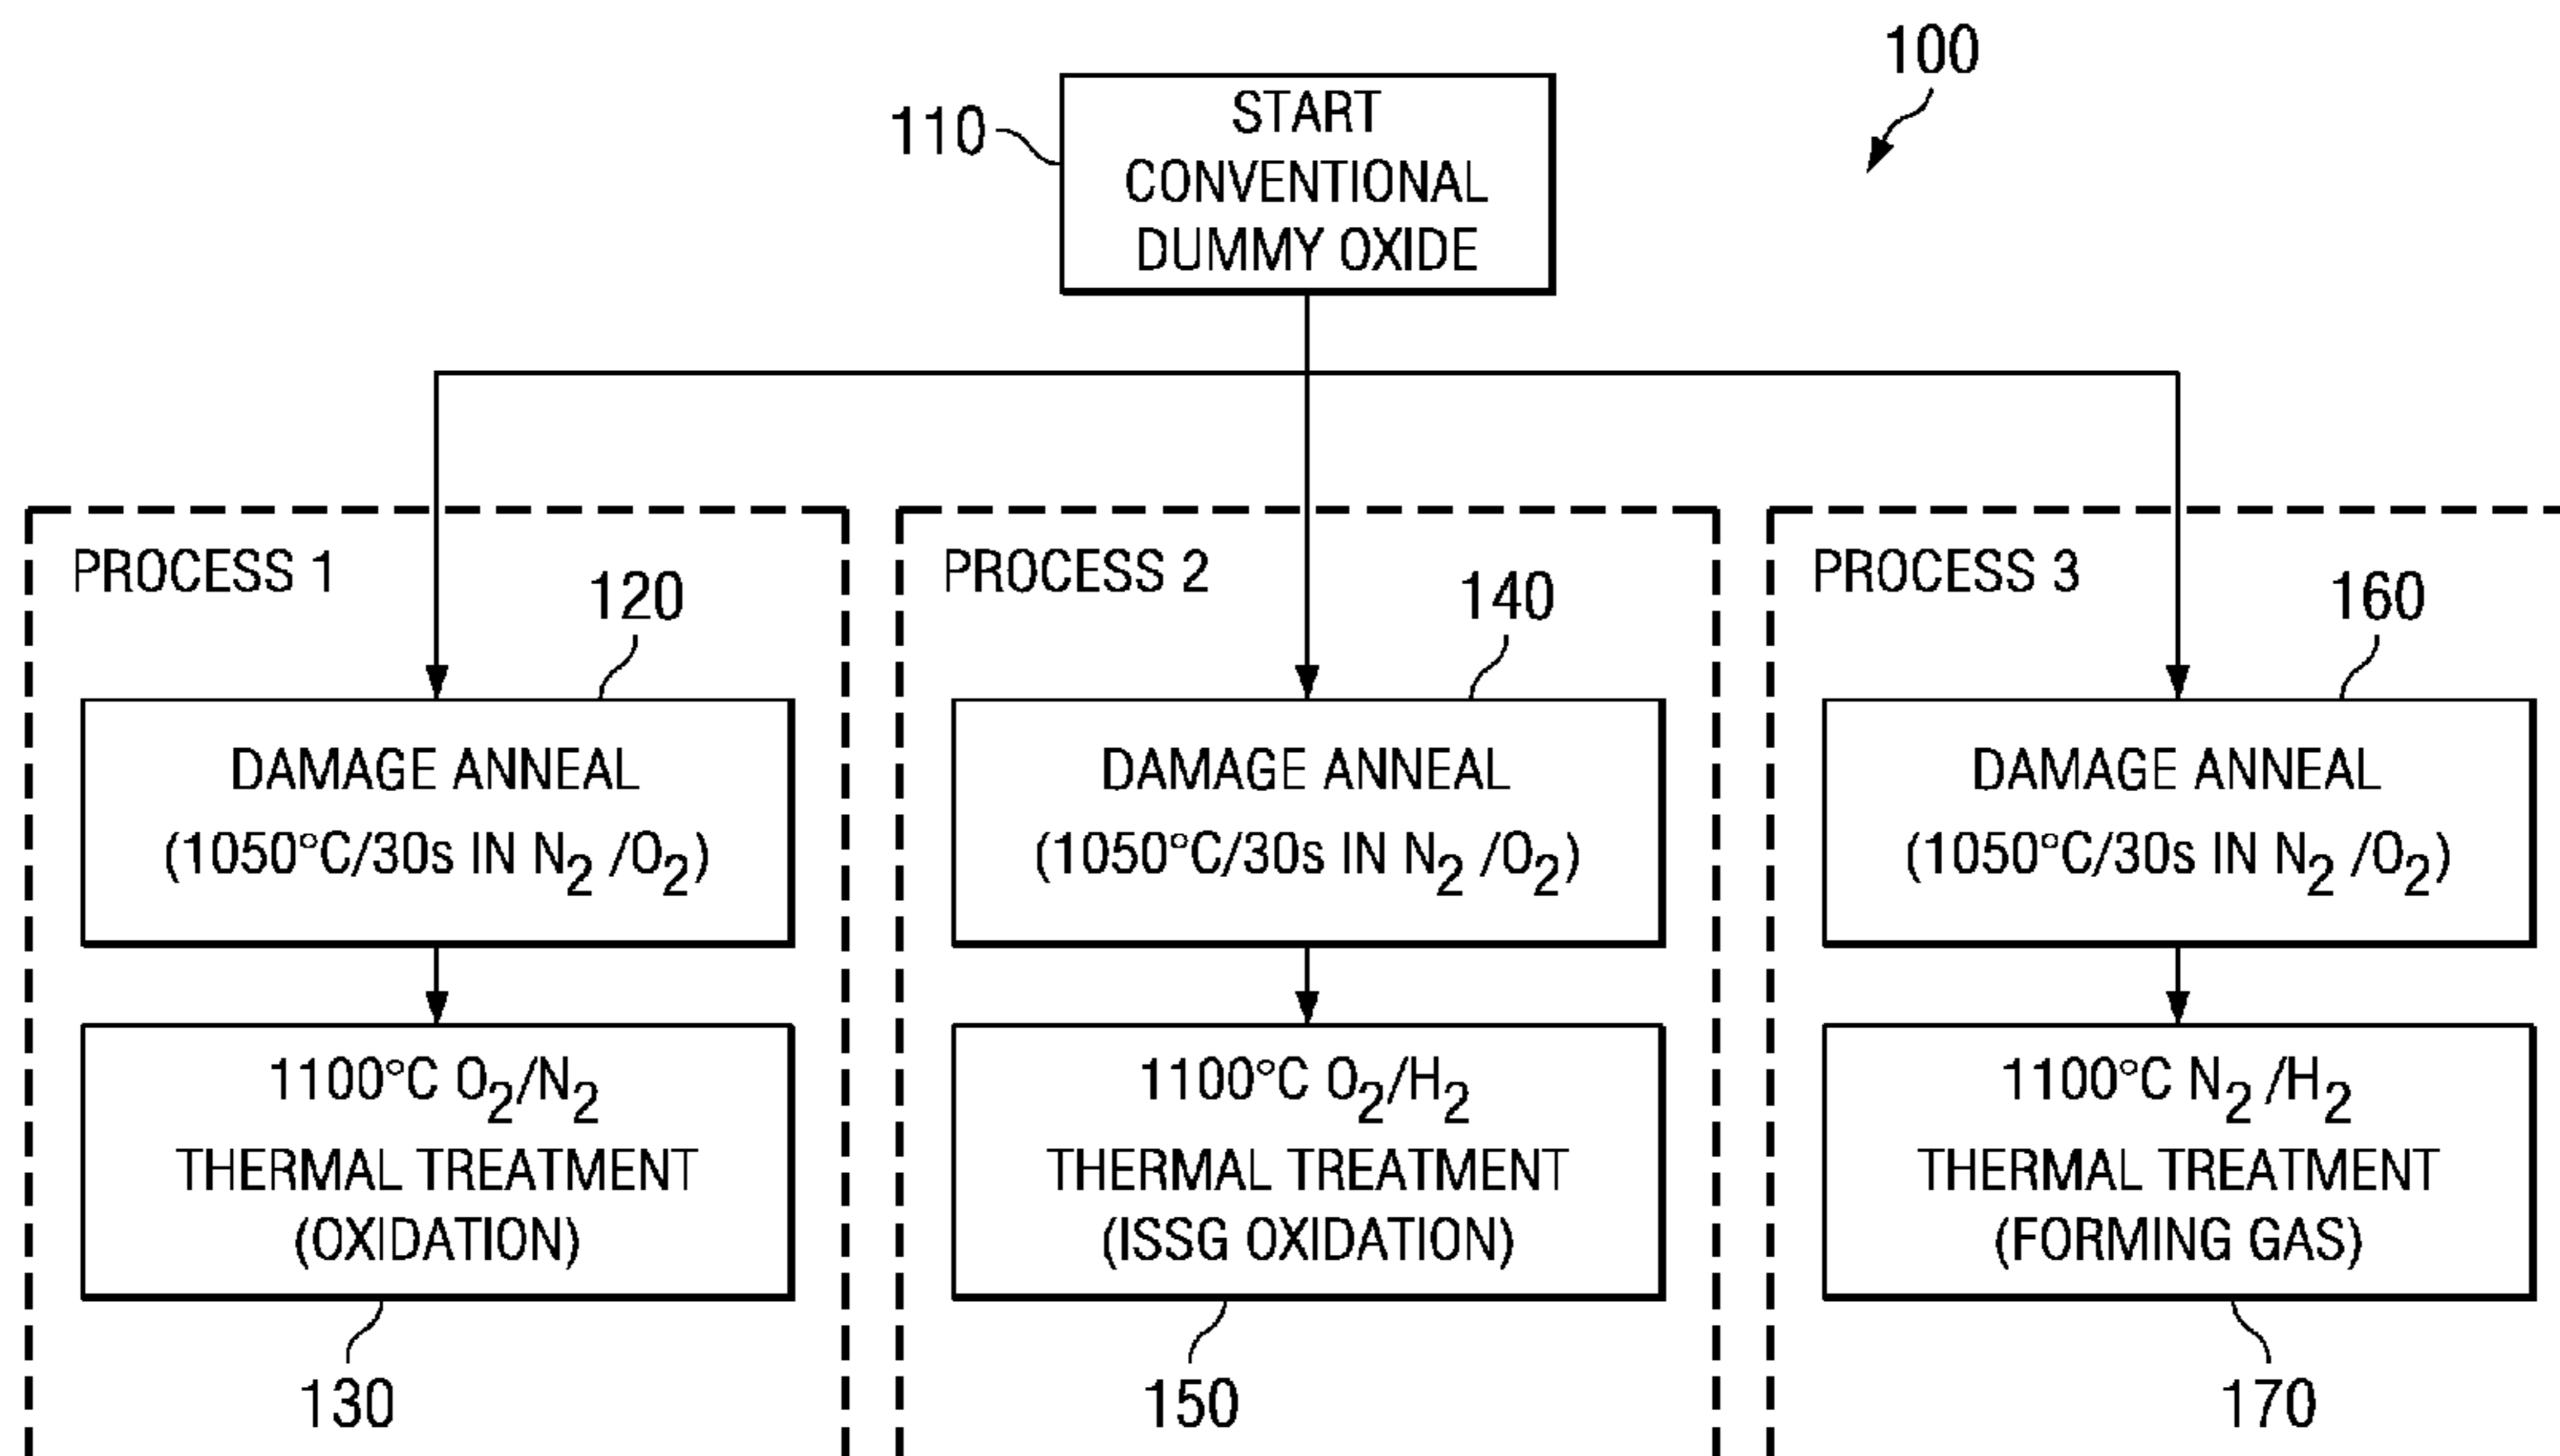 100
110
START
CONVENTIONAL
DUMMY OXIDE
PROCESS 1
120
DAMAGE ANNEAL
(1050°C/30s IN N2 /O2)
1100°C O2/N2
THERMAL TREATMENT
(OXIDATION)
130
PROCESS 2
140
DAMAGE ANNEAL
(1050°C/30s IN N2 /O2)
1100°C O2/H2
THERMAL TREATMENT
(ISSG OXIDATION)
150
PROCESS 3
160
DAMAGE ANNEAL
(1050°C/30s IN N2 /O2)
1100°C N2 /H2
THERMAL TREATMENT
(FORMING GAS)
170